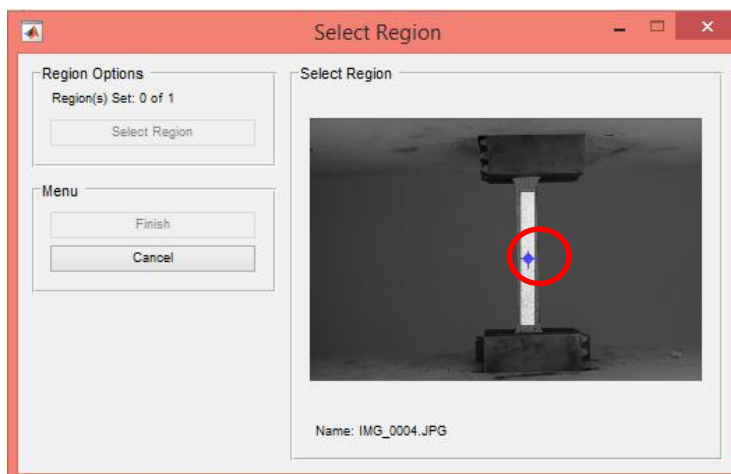 Select Region
Region Options
Region(s) Set: 0 of 1
Select Region
Menu
Finish
Cancel
Select Region
Name: IMG_0004.JPG